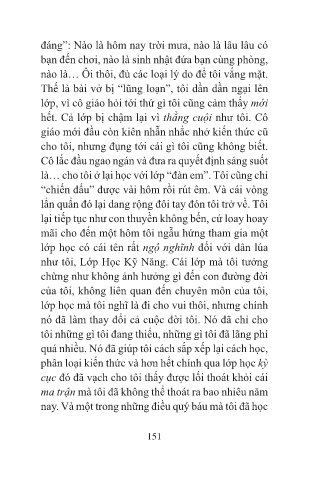 đáng”: Nào là hôm nay trời mưa, nào là lâu lâu có
bạn đến chơi, nào là sinh nhật đứa bạn cùng phòng,
nào là… Ôi thôi, đủ các loại lý do để tôi vắng mặt.
Thế là bài vở bị “lũng loạn”, tôi dần dần ngại lên
lớp, vì cô giáo hỏi tới thứ gì tôi cũng cảm thấy mới
hết. Cả lớp bị chậm lại vì thằng cuội như tôi. Cô
giáo mới đầu còn kiên nhẫn nhắc nhở kiến thức cũ
cho tôi, nhưng đụng tới cái gì tôi cũng không biết.
Cô lắc đầu ngao ngán và đưa ra quyết định sáng suốt
là… cho tôi ở lại học với lớp “đàn em”. Tôi cũng chỉ
“chiến đấu” được vài hôm rồi rút êm. Và cái vòng
lẩn quẩn đó lại dang rộng đôi tay đón tôi trở về. Tôi
lại tiếp tục như con thuyền không bến, cứ loay hoay
mãi cho đến một hôm tôi ngẫu hứng tham gia một
lớp học có cái tên rất ngộ nghĩnh đối với dân lúa
như tôi, Lớp Học Kỹ Năng. Cái lớp mà tôi tưởng
chừng như không ảnh hưởng gì đến con đường đời
của tôi, không liên quan đến chuyên môn của tôi,
lớp học mà tôi nghĩ là đi cho vui thôi, nhưng chính
nó đã làm thay đổi cả cuộc đời tôi. Nó đã chỉ cho
tôi những gì tôi đang thiếu, những gì tôi đã lãng phí
quá nhiều. Nó đã giúp tôi cách sắp xếp lại cách học,
phân loại kiến thức và hơn hết chính qua lớp học kỳ
cục đó đã vạch cho tôi thấy được lối thoát khỏi cái
ma trận mà tôi đã không thể thoát ra bao nhiêu năm
nay. Và một trong những điều quý báu mà tôi đã học
151